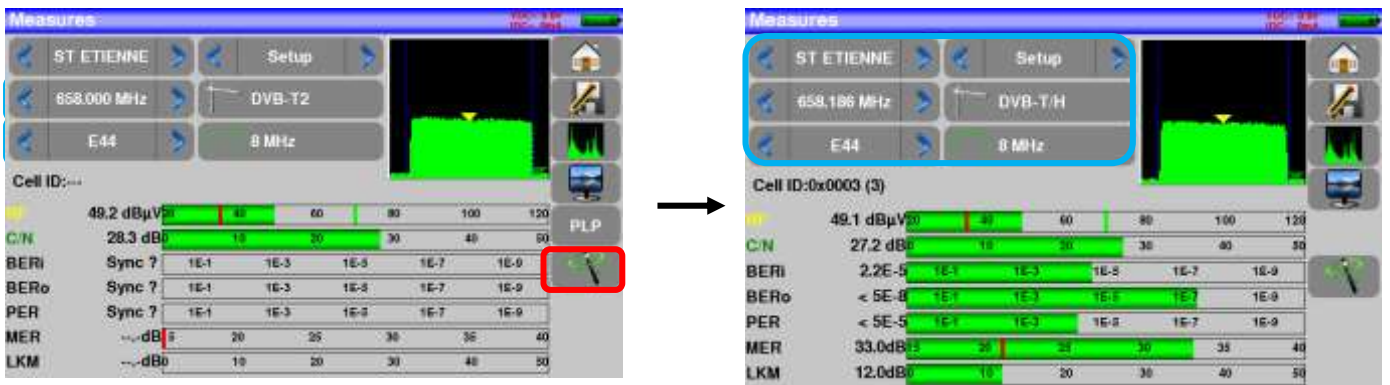 Measures
ST ETIENNE Setup
658.000 MHz DVB-T2
E44 8 MHz
Cell ID:---
RF 49.2 dBµV 20 40 60 80 100 120
PLP
C/N 28.3 dB 0 10 20 30 40 50
BERi Sync ? 1E-1 1E-3 1E-5 1E-7 1E-9
BERo Sync ? 1E-1 1E-3 1E-5 1E-7 1E-9
PER Sync ? 1E-1 1E-3 1E-5 1E-7 1E-9
MER --.-dB 15 20 25 30 35 40
LKM --.-dB 0 10 20 30 40 50
Measures
ST ETIENNE Setup
658.186 MHz DVB-T/H
E44 8 MHz
Cell ID:0x0003 (3)
RF 49.1 dBµV 20 40 60 80 100 120
C/N 27.2 dB 0 10 20 30 40 50
BERi 2.2E-5 1E-1 1E-3 1E-5 1E-7 1E-9
BERo < 5E-8 1E-1 1E-3 1E-5 1E-7 1E-9
PER < 5E-5 1E-1 1E-3 1E-5 1E-7 1E-9
MER 33.0dB 15 20 25 30 35 40
LKM 12.0dB 0 10 20 30 40 50